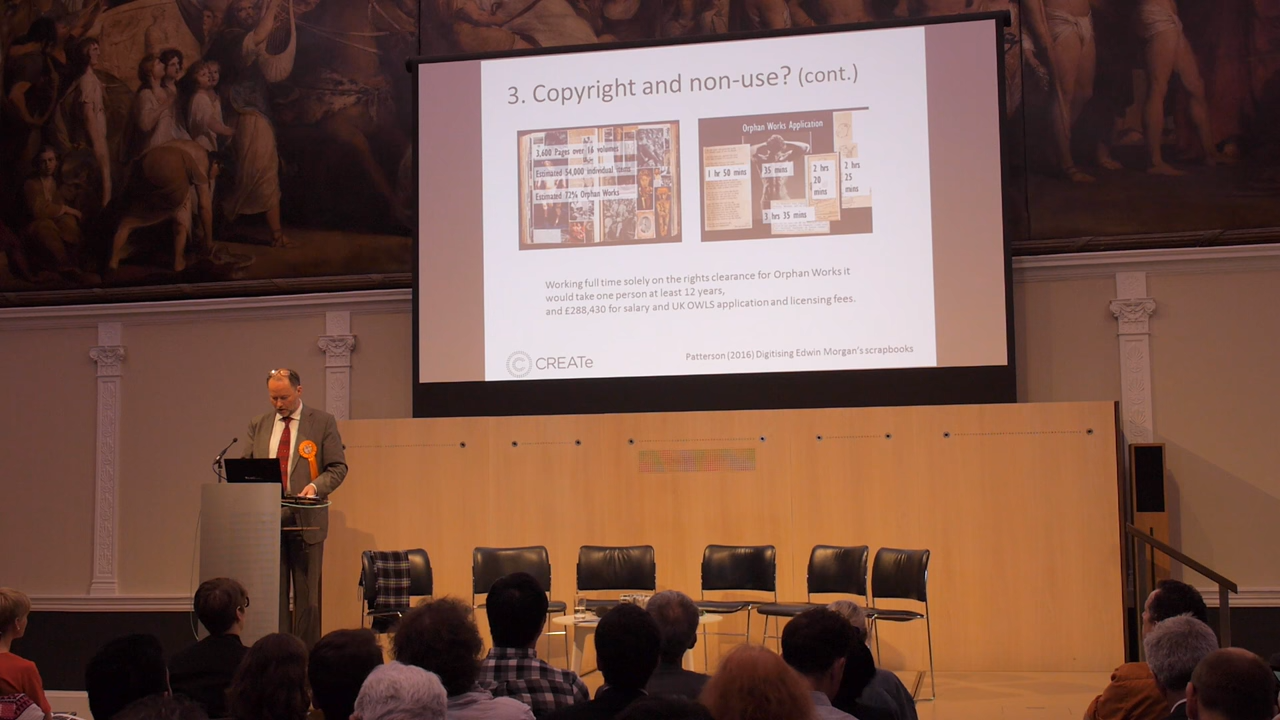 3. Copyright and non-use? (cont.)
3,600 Pages over 16 volumes
Estimated 54,000 individual items
Estimated 72% Orphan Works
Orphan Works Application
1 hr 50 mins
35 mins
2 hrs
20
mins
2 hrs
25
mins
3 hrs 35 mins
Working full time solely on the rights clearance for Orphan Works it
would take one person at least 12 years,
and £288,430 for salary and UK OWLS application and licensing fees.
CREATe
Patterson (2016) Digitising Edwin Morgan's scrapbooks